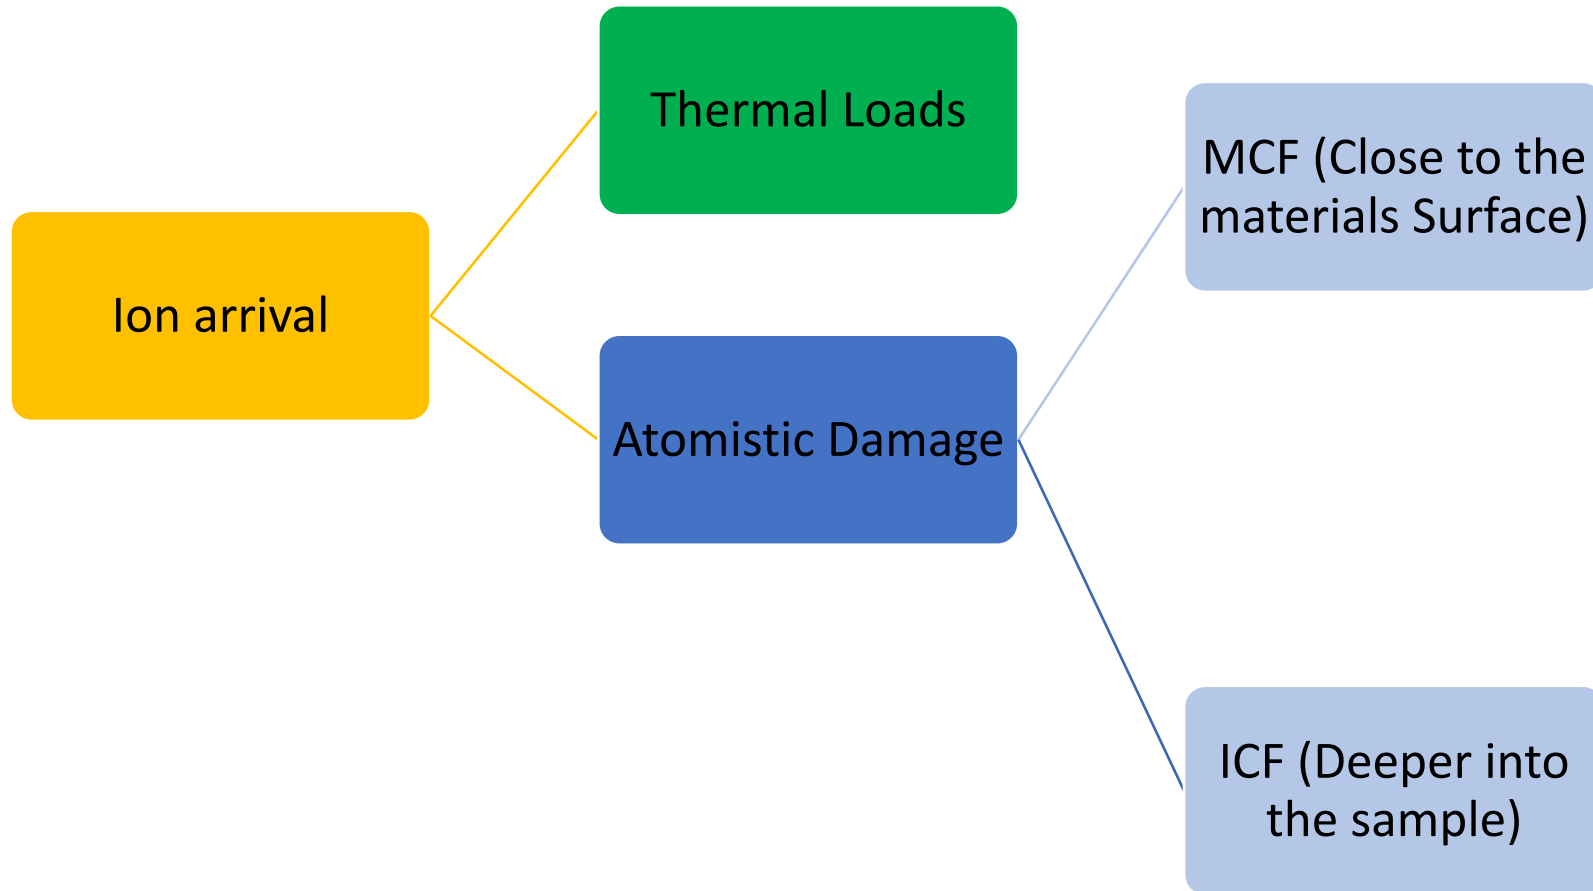 Thermal Loads
MCF (Close to the
materials Surface)
Ion arrival
Atomistic Damage
ICF (Deeper into
the sample)